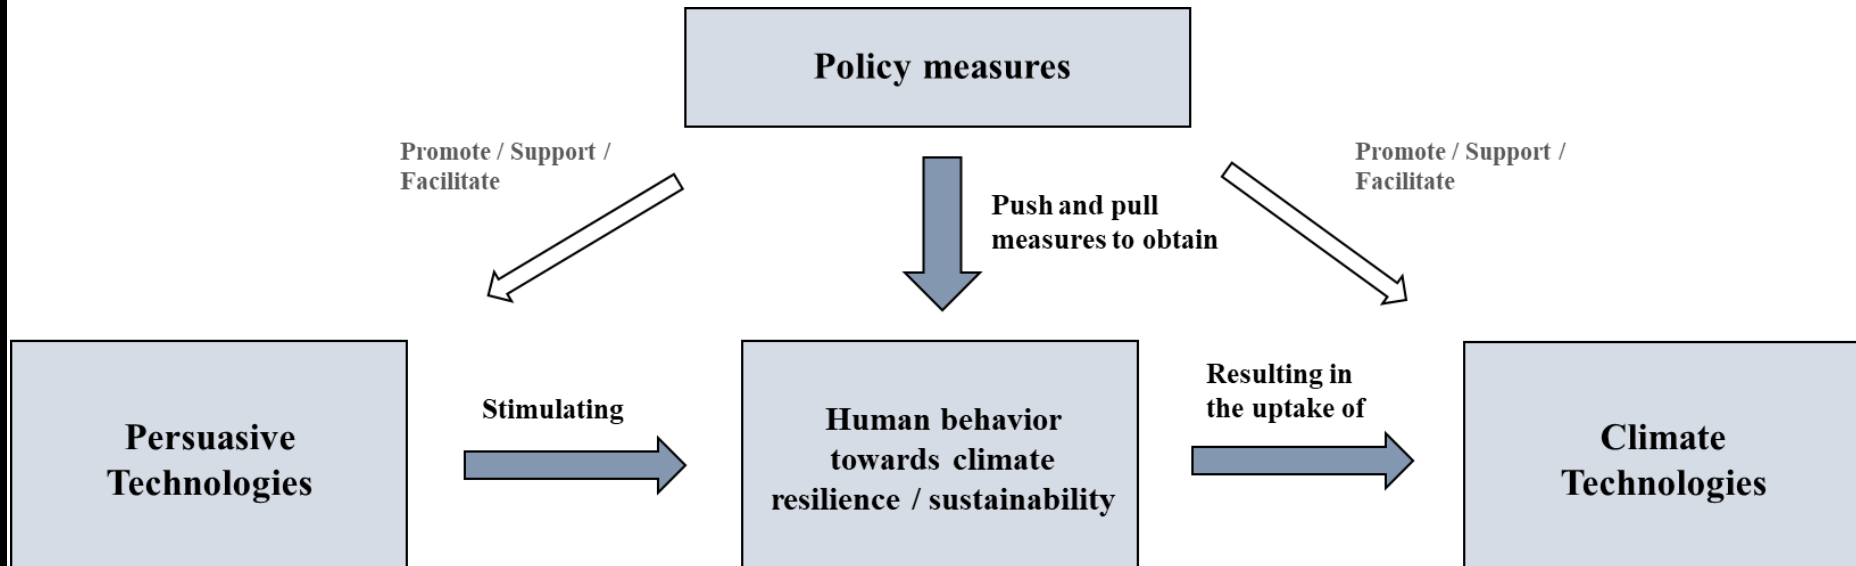 Policy measures
Promote / Support /
Facilitate
Promote / Support /
Facilitate
Push and pull
measures to obtain
Persuasive
Technologies
Stimulating
Human behavior
towards climate
resilience / sustainability
Resulting in
the uptake of
Climate
Technologies